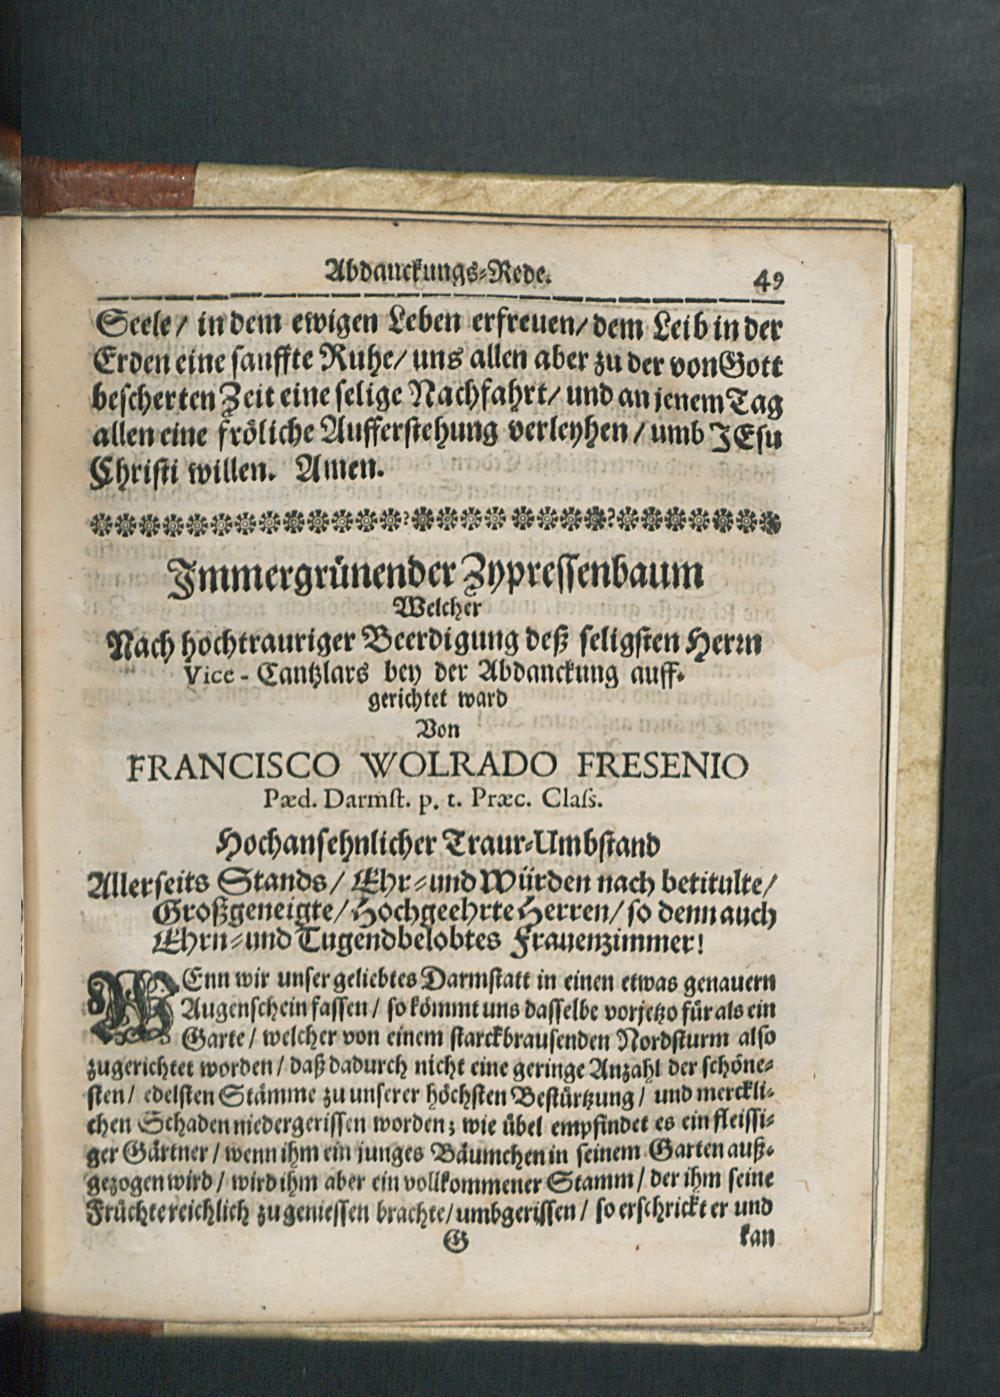 Abdanckungs-Rede. 49
Seele/ in dem ewigen Leben erfreuen/ dem Leib in der
Erden eine sanffte Ruhe/ uns allen aber zu der von Gott
bescherten Zeit eine selige Nachfahrt/ und an jenem Tag
allen eine fröliche Aufferstehung verleyhen/ umb JEsu
Christi willen. Amen.
Immergrünender Zypressenbaum
Welcher
Nach hochtrauriger Beerdigung deß seligsten Herrn
Vice-Cantzlars bey der Abdanckung auff-
gerichtet ward
Von
FRANCISCO WOLRADO FRESENIO
Pæd. Darmst. p. t. Præc. Class.
Hochansehnlicher Traur-Umbstand
Allerseits Stands/ Ehr- und Würden nach betitulte/
Großgeneigte/ Hochgeehrte Herren/ so denn auch
Ehrn- und Tugendbelobtes Frauenzimmer!
WEnn wir unser geliebtes Darmstatt in einen etwas genauern
Augenschein fassen/ so kömmt uns dasselbe vorjetzo für als ein
Garte/ welcher von einem starckbrausenden Nordsturm also
zugerichtet worden/ daß dadurch nicht eine geringe Anzahl der schöne-
sten/ edelsten Stämme zu unserer höchsten Bestürtzung/ und merckli-
chen Schaden niedergerissen worden; wie übel empfindet es ein fleissi-
ger Gärtner/ wenn ihm ein junges Bäumchen in seinem Garten auß-
gezogen wird/ wird ihm aber ein vollkommener Stamm/ der ihm seine
Früchte reichlich zu geniessen brachte/ umbgerissen/ so erschrickt er und
G kan